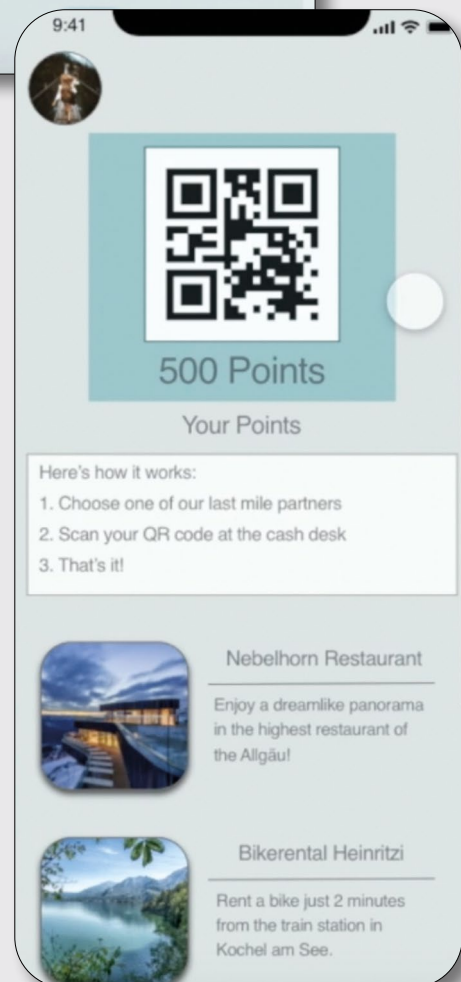 9:41
500 Points
Your Points
Here's how it works:
1. Choose one of our last mile partners
2. Scan your QR code at the cash desk
3. That's it!
Nebelhorn Restaurant
Enjoy a dreamlike panorama
in the highest restaurant of
the Allgäu!
Bikerental Heinritzi
Rent a bike just 2 minutes
from the train station in
Kochel am See.